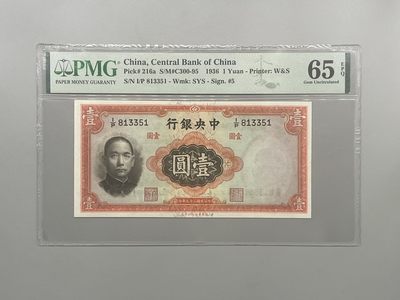 PMG
PAPER MONEY GUARANTY
China, Central Bank of China
Pick# 216a S/M#C300-95 1936 1 Yuan - Printer: W&S
S/N I/P 813351 - Wmk: SYS - Sign. #5
65 EPQ
Gem Uncirculated
壹 I/P 813351 中央銀行 I/P 813351 壹
壹圓 壹圓
圓壹
壹 壹